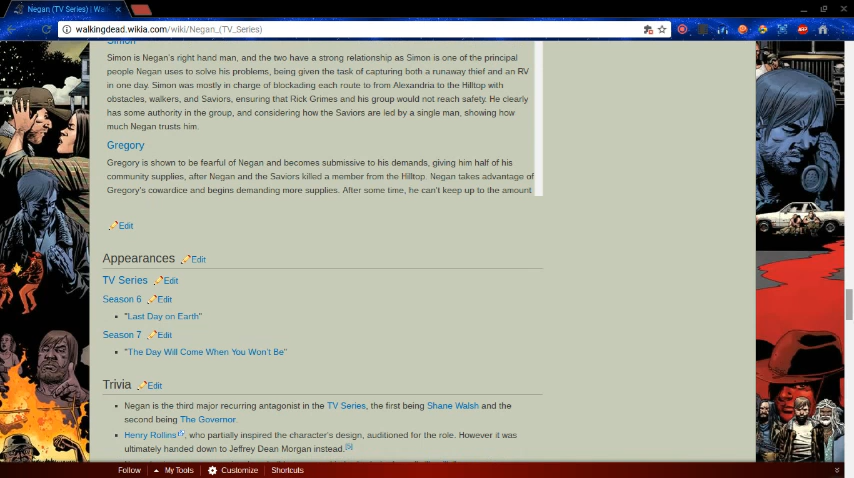 Negan (TV Series) | Wa
walkingdead.wikia.com/wiki/Negan_(TV_Series)
ABP
Simon
Simon is Negan's right hand man, and the two have a strong relationship as Simon is one of the principal
people Negan uses to solve his problems, being given the task of capturing both a runaway thief and an RV
in one day. Simon was mostly in charge of blockading each route to from Alexandria to the Hilltop with
obstacles, walkers, and Saviors, ensuring that Rick Grimes and his group would not reach safety. He clearly
has some authority in the group, and considering how the Saviors are led by a single man, showing how
much Negan trusts him.
Gregory
Gregory is shown to be fearful of Negan and becomes submissive to his demands, giving him half of his
community supplies, after Negan and the Saviors killed a member from the Hilltop. Negan takes advantage of
Gregory's cowardice and begins demanding more supplies. After some time, he can't keep up to the amount
Edit
Appearances Edit
TV Series Edit
Season 6 Edit
"Last Day on Earth"
Season 7 Edit
"The Day Will Come When You Won't Be"
Trivia Edit
Negan is the third major recurring antagonist in the TV Series, the first being Shane Walsh and the
second being The Governor.
Henry Rollins, who partially inspired the character's design, auditioned for the role. However it was
ultimately handed down to Jeffrey Dean Morgan instead.[5]
Follow My Tools Customize Shortcuts